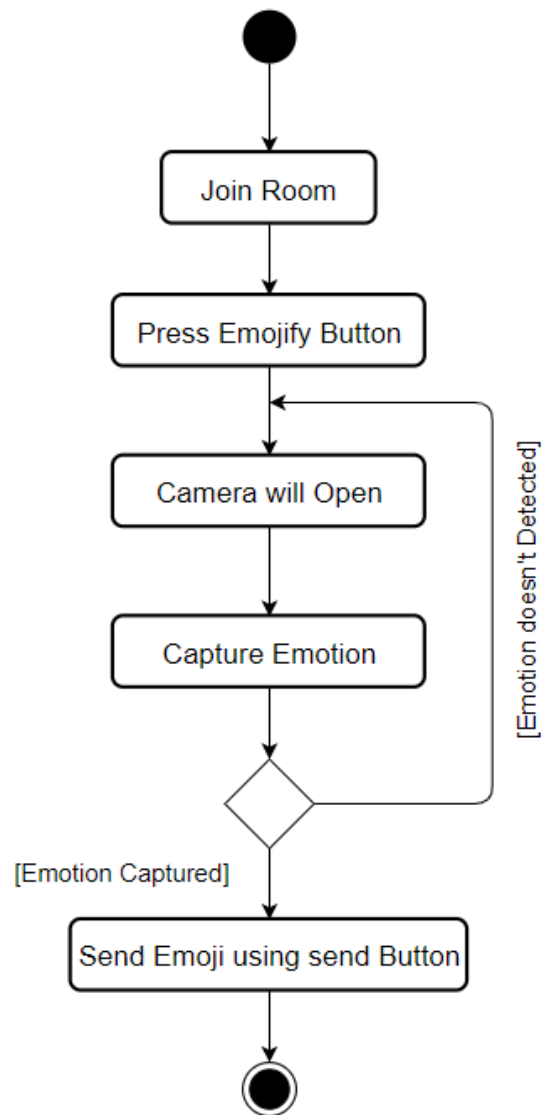 Join Room
Press Emojify Button
Camera will Open
[Emotion doesn't Detected]
Capture Emotion
[Emotion Captured]
Send Emoji using send Button